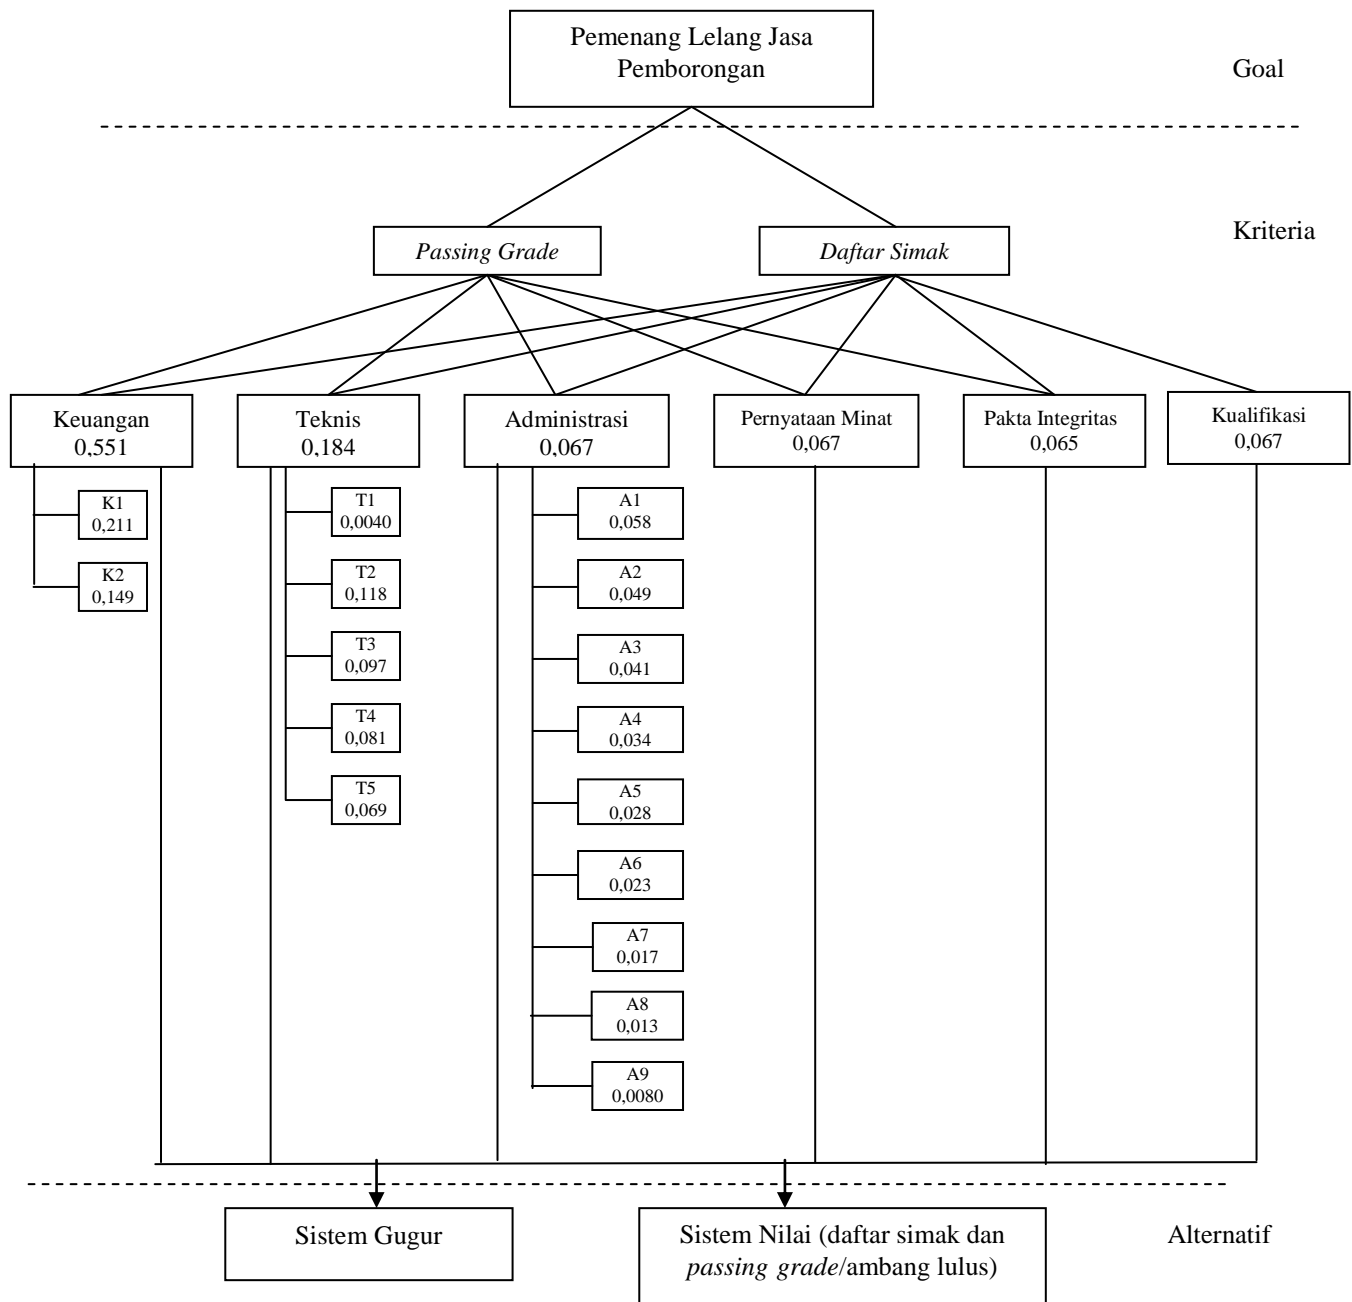 Pemenang Lelang Jasa
Pemborongan
Goal
Kriteria
Passing Grade
Daftar Simak
Keuangan
0,551
Teknis
0,184
Administrasi
0,067
Pernyataan Minat
0,067
Pakta Integritas
0,065
Kualifikasi
0,067
K1
0,211
K2
0,149
T1
0,0040
T2
0,118
T3
0,097
T4
0,081
T5
0,069
A1
0,058
A2
0,049
A3
0,041
A4
0,034
A5
0,028
A6
0,023
A7
0,017
A8
0,013
A9
0,0080
Sistem Gugur
Sistem Nilai (daftar simak dan
passing grade/ambang lulus)
Alternatif